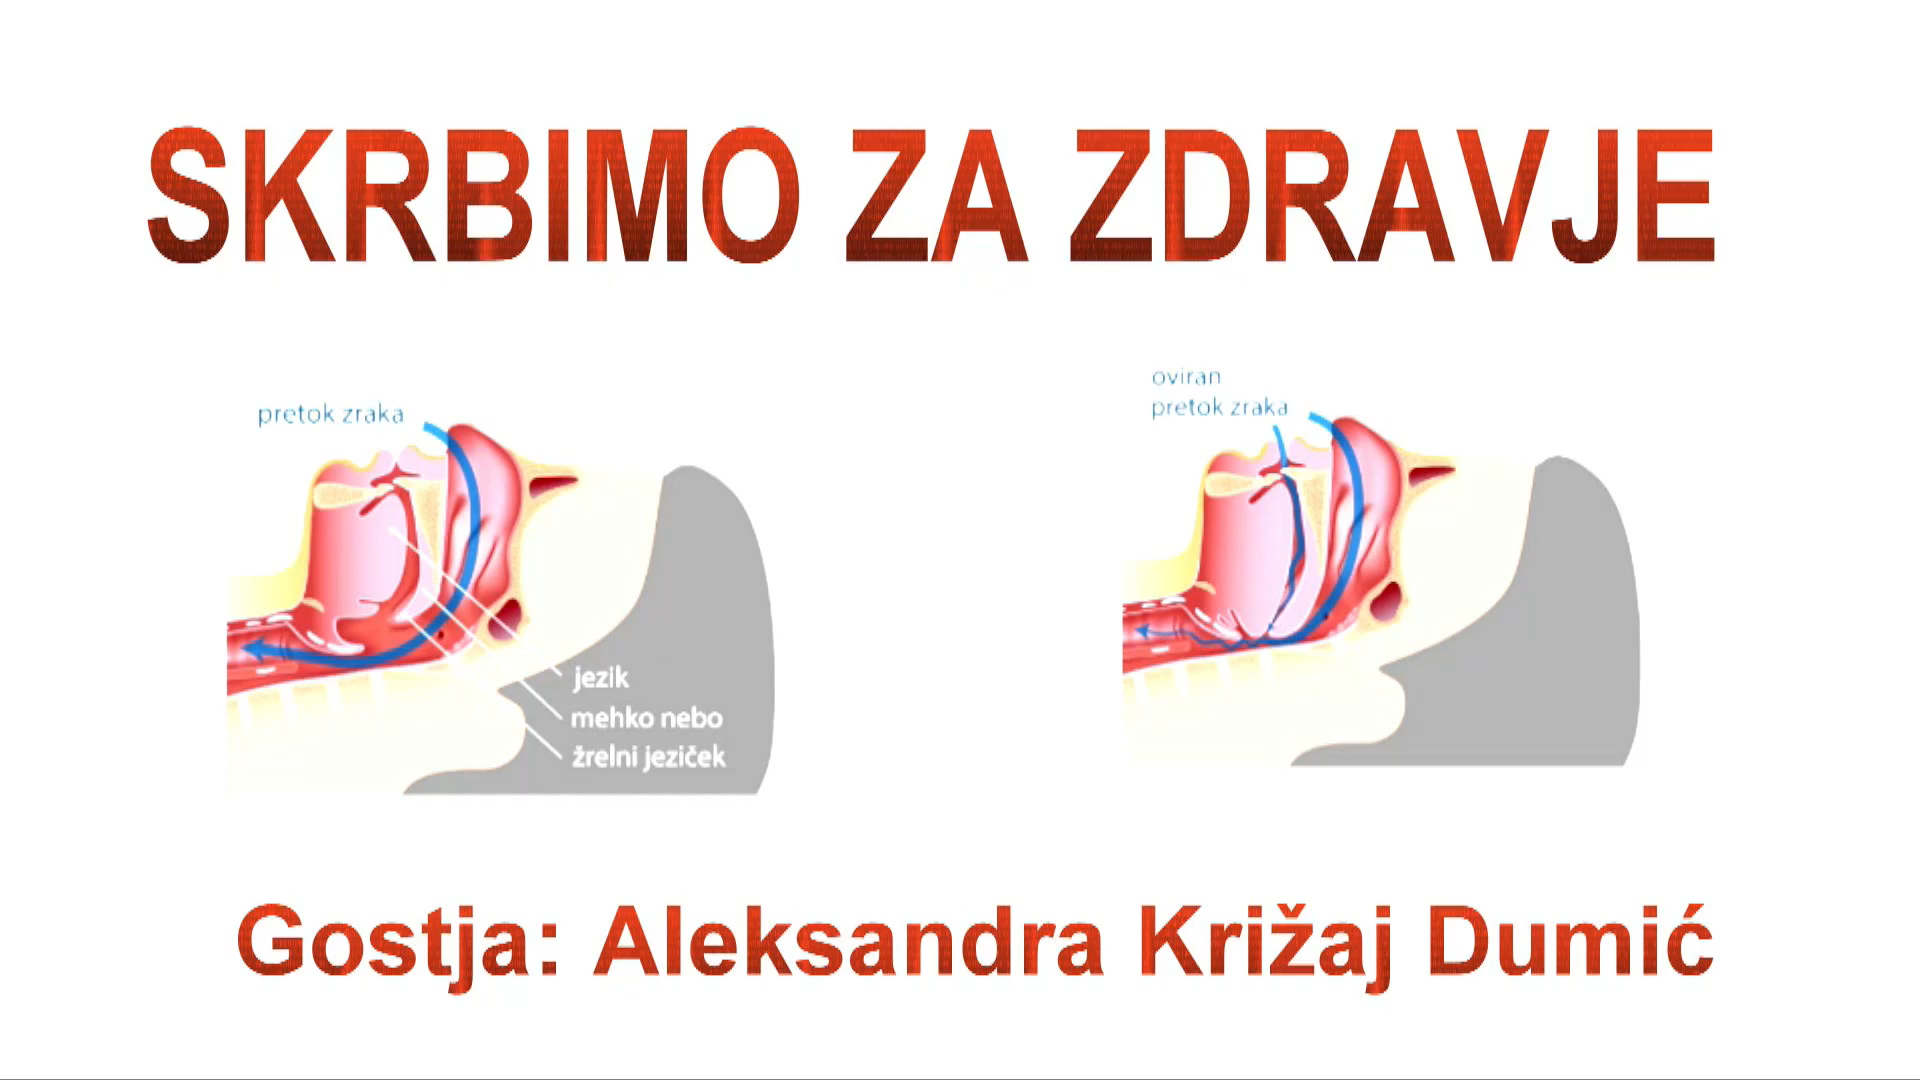 SKRBIMO ZA ZDRAVJE
pretok zraka
jezik
mehko nebo
žrelni jeziček
oviran
pretok zraka
Gostja: Aleksandra Križaj Dumić